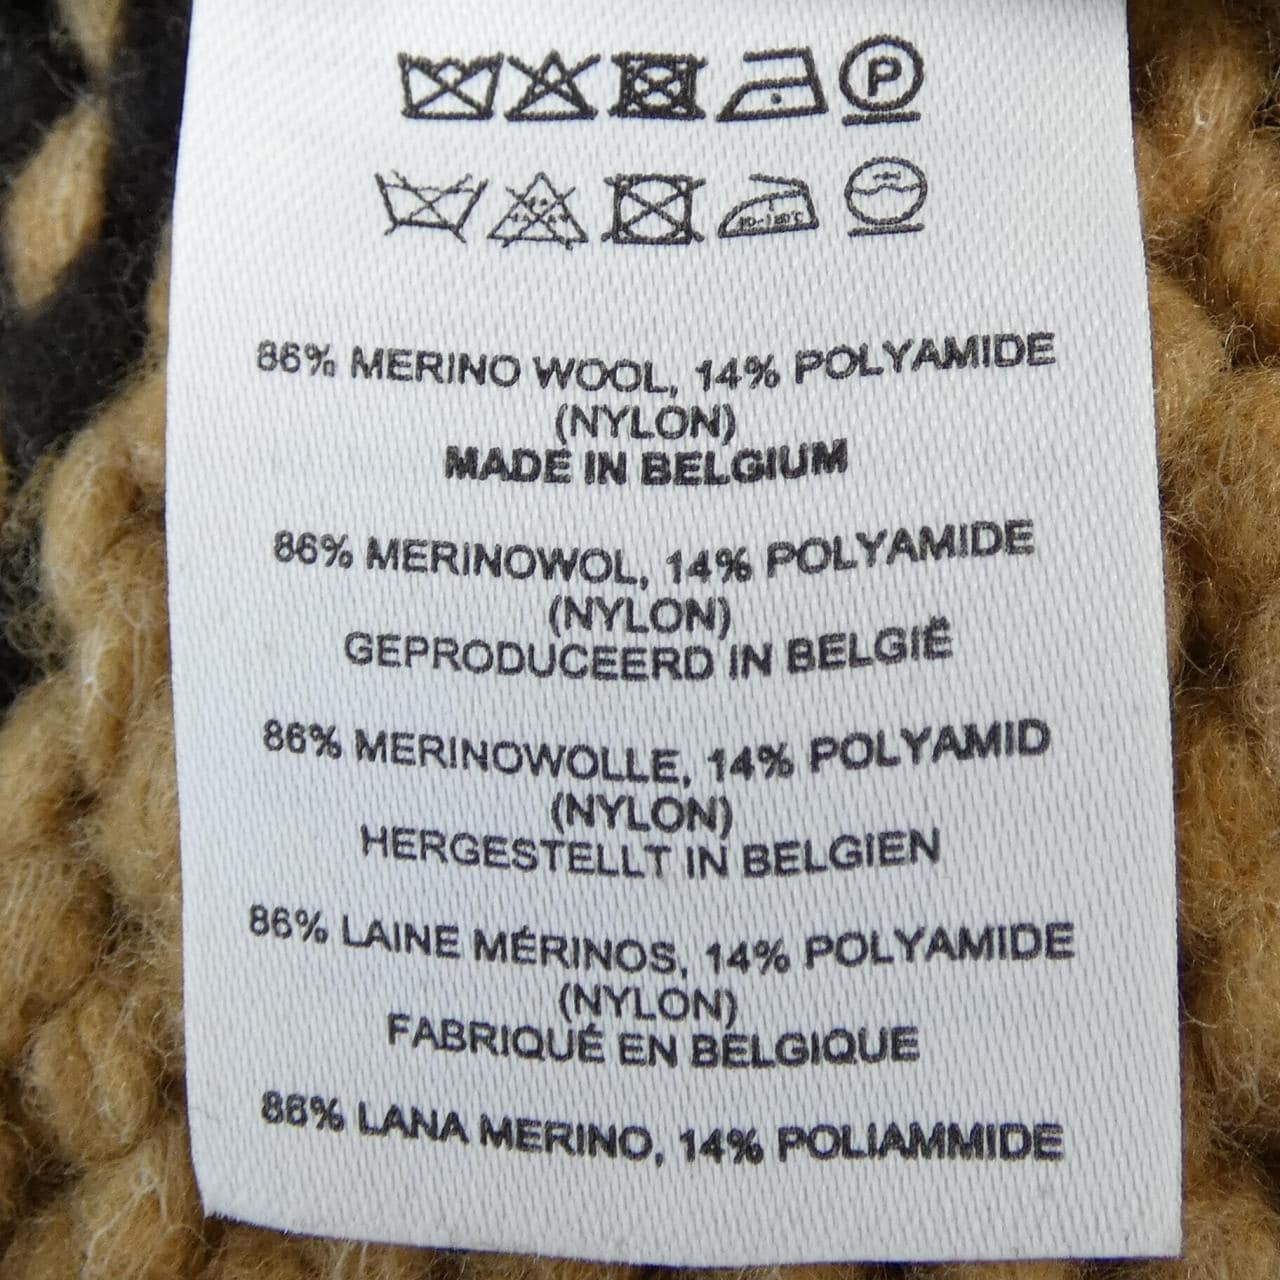 P
86% MERINO WOOL, 14% POLYAMIDE
(NYLON)
MADE IN BELGIUM
86% MERINOWOL, 14% POLYAMIDE
(NYLON)
GEPRODUCEERD IN BELGIË
86% MERINOWOLLE, 14% POLYAMID
(NYLON)
HERGESTELLT IN BELGIEN
86% LAINE MÉRINOS, 14% POLYAMIDE
(NYLON)
FABRIQUÉ EN BELGIQUE
86% LANA MERINO, 14% POLIAMMIDE